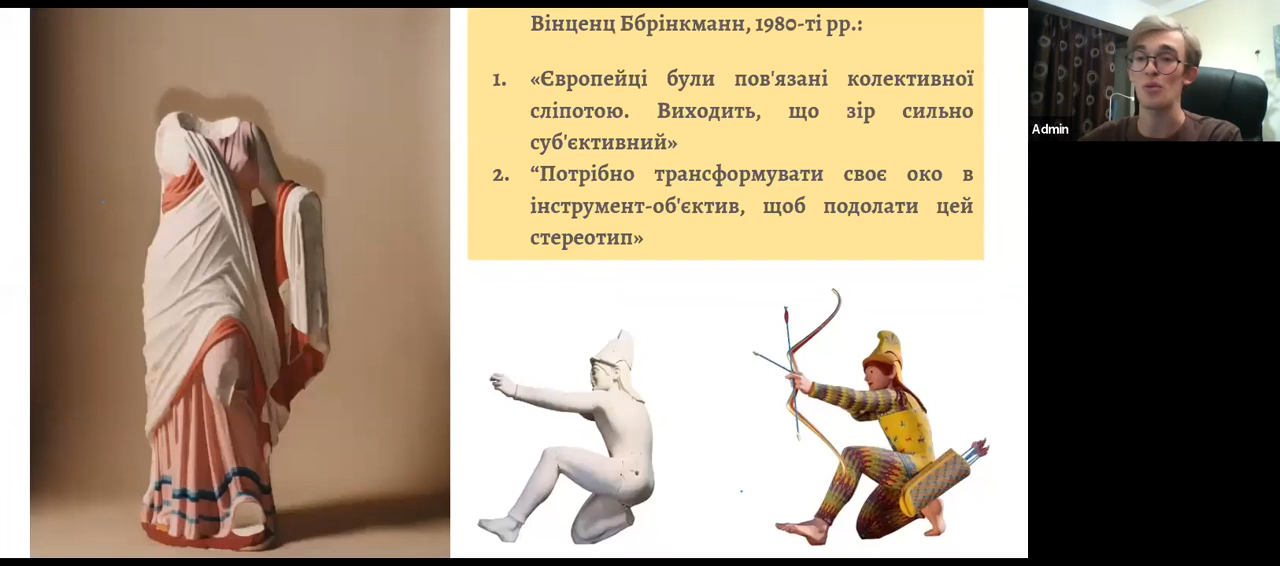 Вінценц Ббрінкманн, 1980-ті рр.:
1. «Європейці були пов'язані колективної
сліпотою. Виходить, що зір сильно
суб'єктивний»
2. “Потрібно трансформувати своє око в
інструмент-об'єктив, щоб подолати цей
стереотип»
Admin